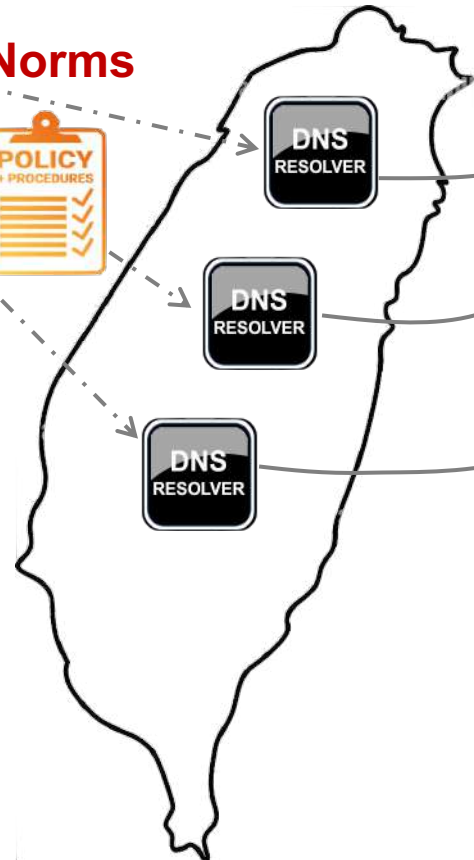 Norms
POLICY
+ PROCEDURES
DNS
RESOLVER
DNS
RESOLVER
DNS
RESOLVER